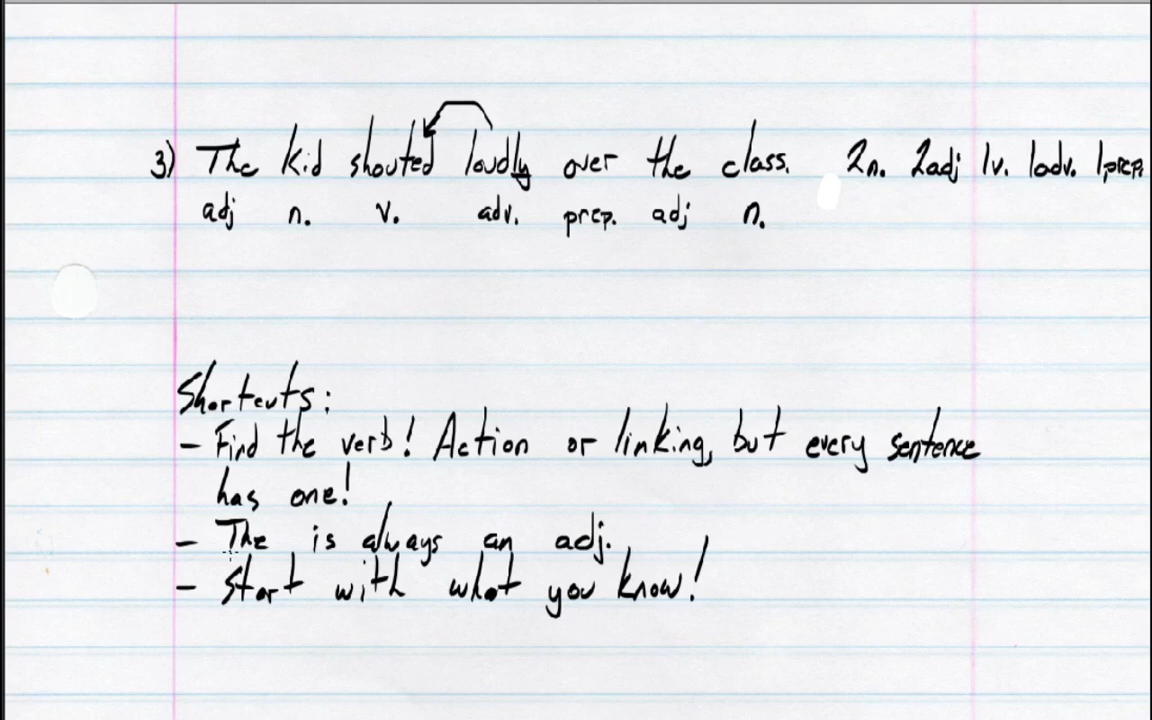 3) The kid shouted loudly over the class. 2n. 2adj 1v. 1adv. 1prep.
adj n. v. adv. prep. adj n.
Shortcuts:
- Find the verb! Action or linking, but every sentence
has one!
- The is always an adj.
- Start with what you know!